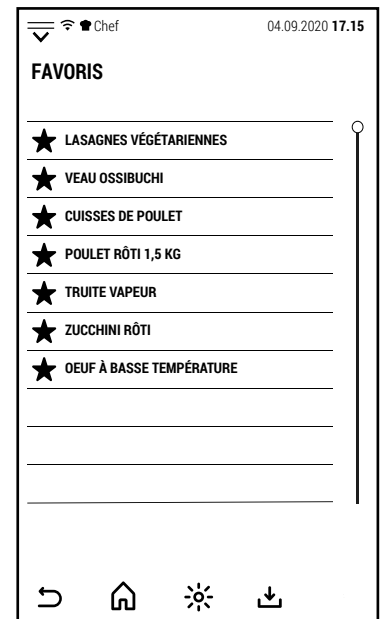 Chef 04.09.2020 17.15
FAVORIS
LASAGNES VÉGÉTARIENNES
VEAU OSSIBUCHI
CUISSES DE POULET
POULET RÔTI 1,5 KG
TRUITE VAPEUR
ZUCCHINI RÔTI
OEUF À BASSE TEMPÉRATURE